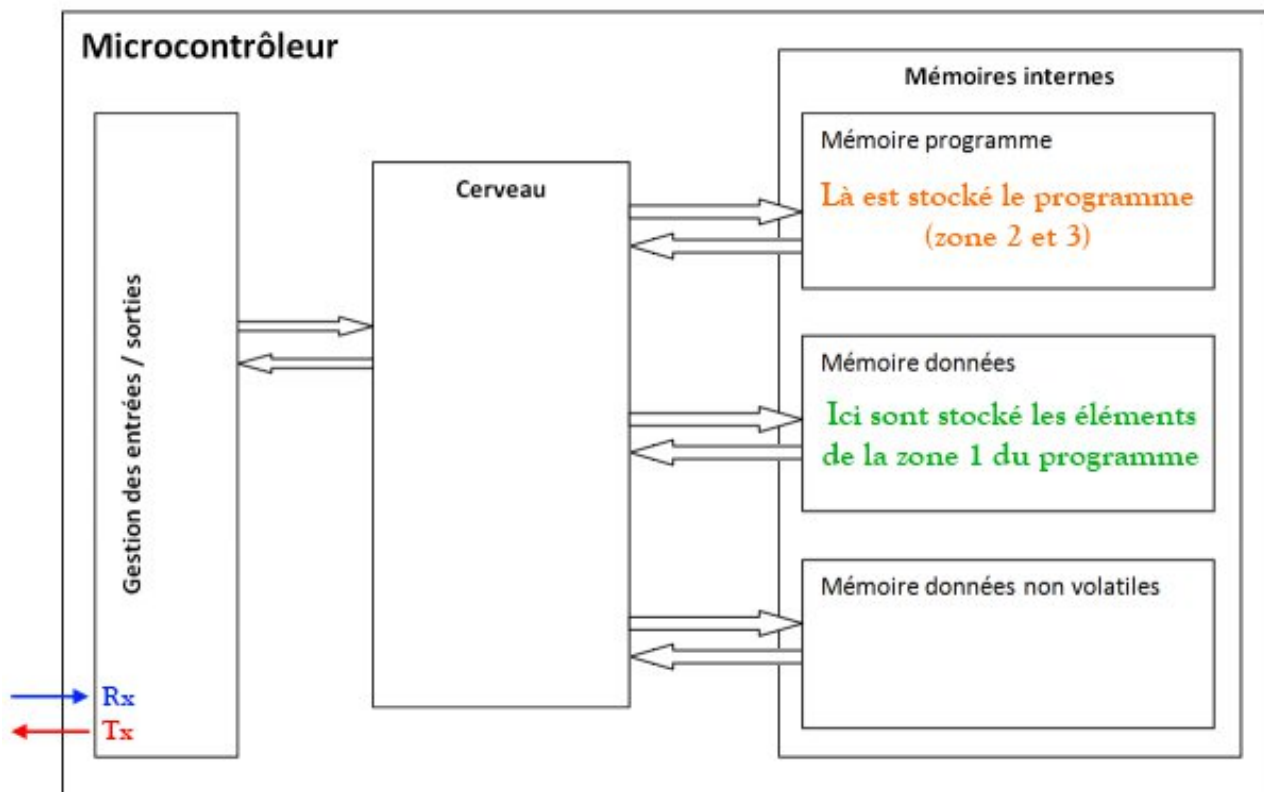 Microcontrôleur
Gestion des entrées / sorties
Rx
Tx
Cerveau
Mémoires internes
Mémoire programme
Là est stocké le programme
(zone 2 et 3)
Mémoire données
Ici sont stocké les éléments
de la zone 1 du programme
Mémoire données non volatiles